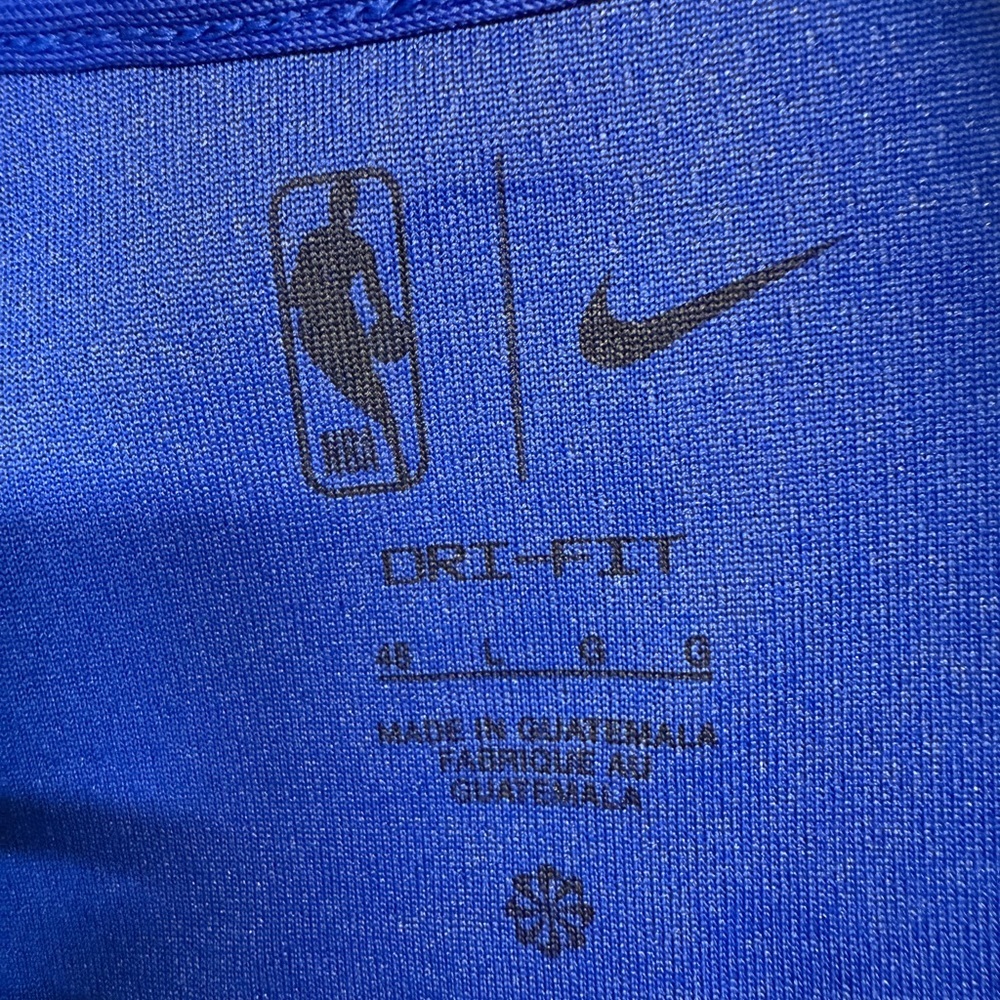 NBA
DRI-FIT
48 L G G
MADE IN GUATEMALA
FABRIQUE AU
GUATEMALA